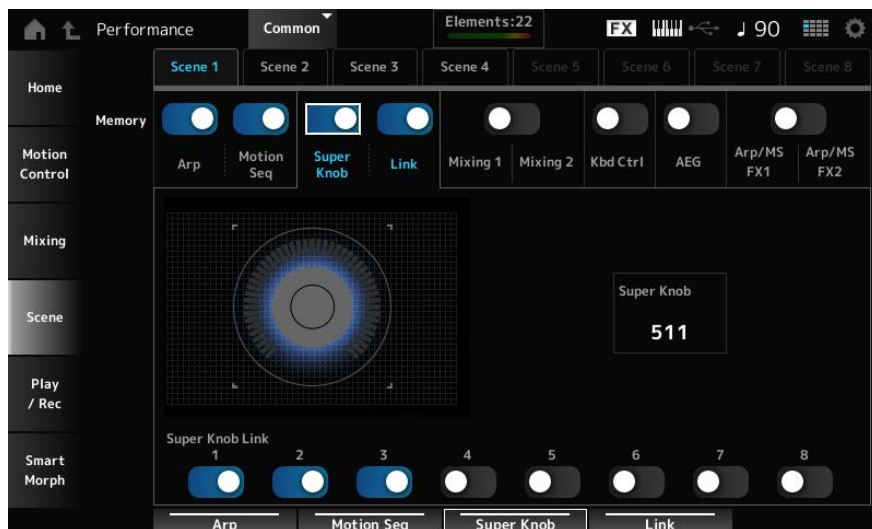 Performance
Common
Elements:22
FX
♩ 90
Home
Motion
Control
Mixing
Scene
Play
/ Rec
Smart
Morph
Scene 1
Scene 2
Scene 3
Scene 4
Scene 5
Scene 6
Scene 7
Scene 8
Memory
Arp
Motion
Seq
Super
Knob
Link
Mixing 1
Mixing 2
Kbd Ctrl
AEG
Arp/MS
FX1
Arp/MS
FX2
Super Knob
511
Super Knob Link
1 2 3 4 5 6 7 8
Arp
Motion Seq
Super Knob
Link